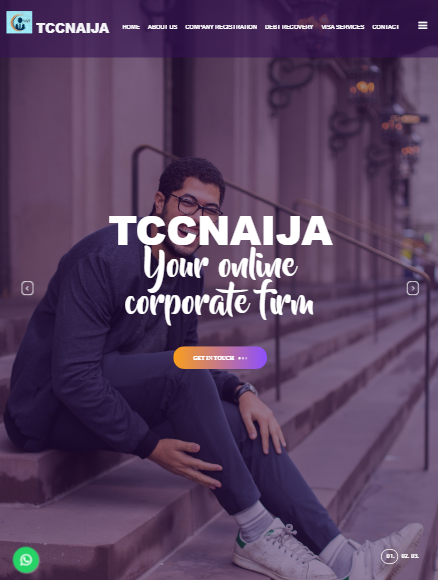 TCCNAIJA
HOME ABOUT US COMPANY REGISTRATION DEBT RECOVERY VISA SERVICES CONTACT
TCCNAIJA
Your online
corporate firm
GET IN TOUCH
01. 02. 03.